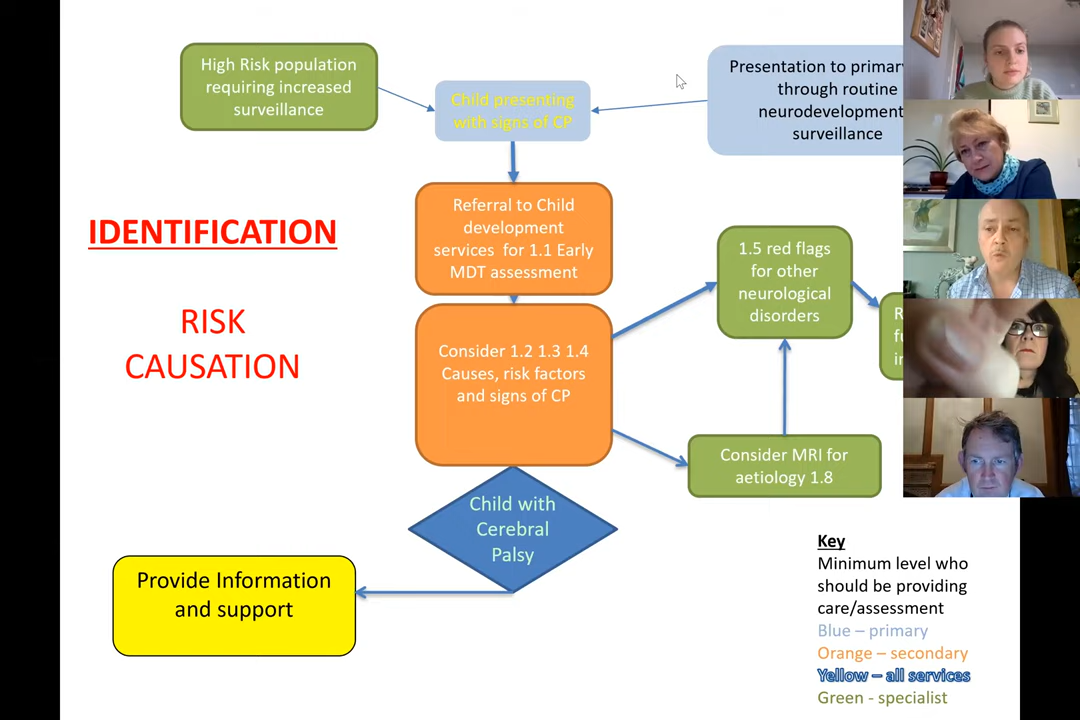 High Risk population
requiring increased
surveillance
Child presenting
with signs of CP
Presentation to primary
through routine
neurodevelopment
surveillance
IDENTIFICATION
RISK
CAUSATION
Referral to Child
development
services for 1.1 Early
MDT assessment
Consider 1.2 1.3 1.4
Causes, risk factors
and signs of CP
1.5 red flags
for other
neurological
disorders
Consider MRI for
aetiology 1.8
Child with
Cerebral
Palsy
Provide Information
and support
Key
Minimum level who
should be providing
care/assessment
Blue – primary
Orange – secondary
Yellow – all services
Green - specialist